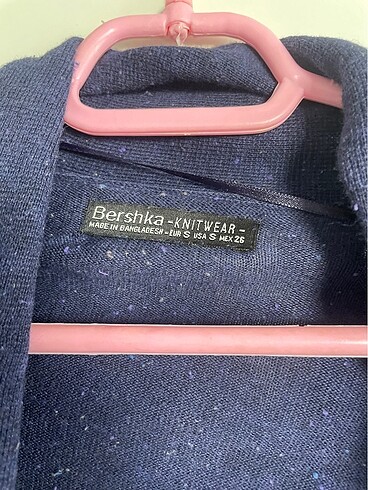 Bershka -KNITWEAR-
MADE IN BANGLADESH - EUR S USA S MEX 26